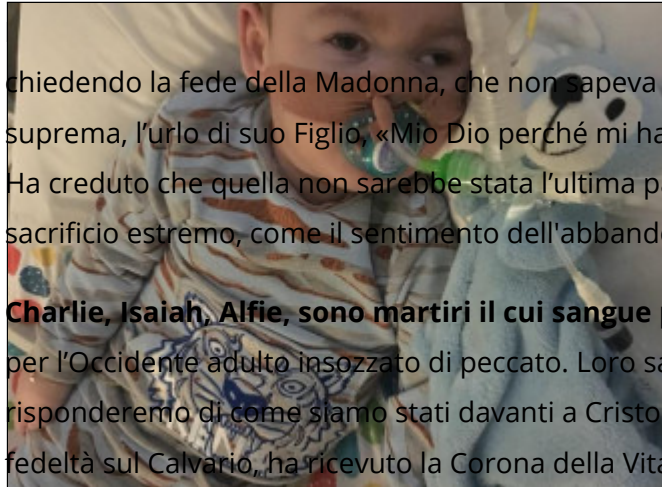 chiedendo la fede della Madonna, che non sapeva
suprema, l’urlo di suo Figlio, «Mio Dio perché mi ha
Ha creduto che quella non sarebbe stata l’ultima p
sacrificio estremo, come il sentimento dell'abband
Charlie, Isaiah, Alfie, sono martiri il cui sangue
per l’Occidente adulto insozzato di peccato. Loro sa
risponderemo di come siamo stati davanti a Cristo
fedeltà sul Calvario, ha ricevuto la Corona della Vita